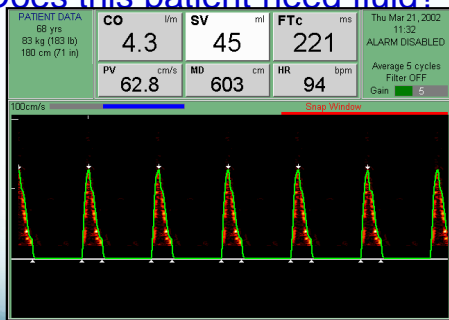 Does this patient need fluid?
PATIENT DATA
68 yrs
83 kg (183 lb)
180 cm (71 in)
CO l/m
4.3
SV ml
45
FTc ms
221
PV cm/s
62.8
MD cm
603
HR bpm
94
Thu Mar 21, 2002
11:32
ALARM DISABLED
Average 5 cycles
Filter OFF
Gain 5
100cm/s
Snap Window